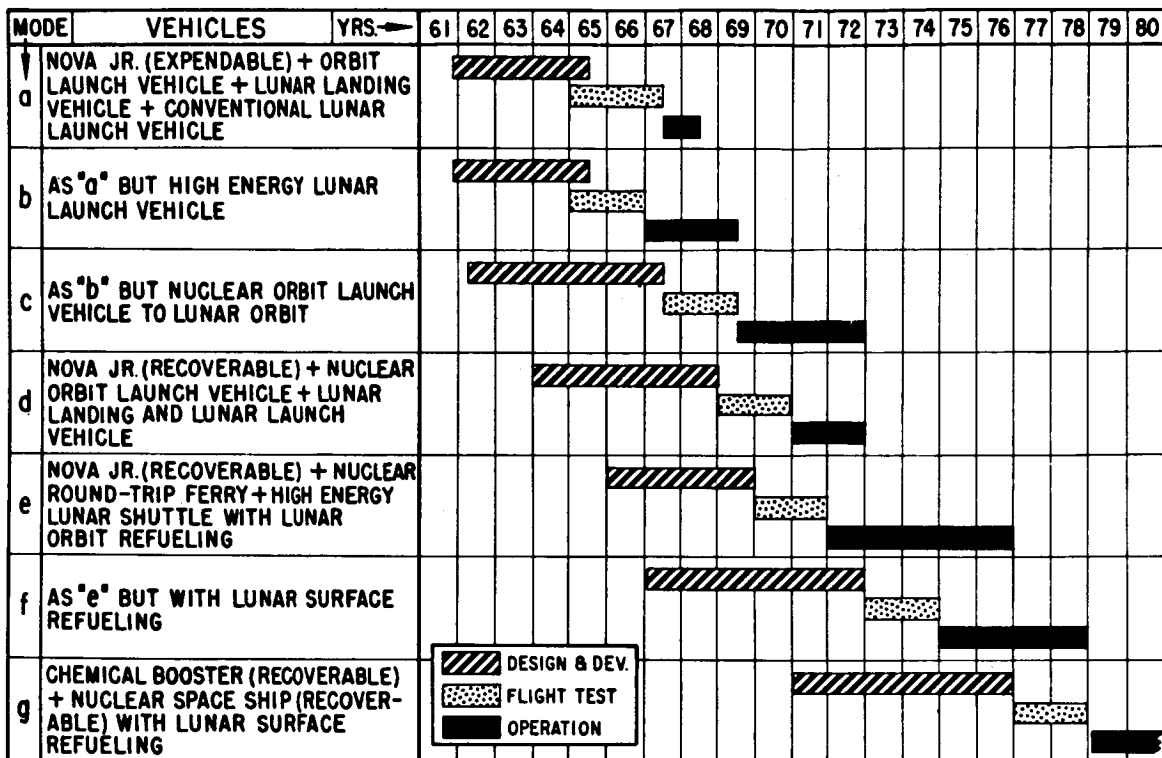 MODE VEHICLES YRS.→ 61 62 63 64 65 66 67 68 69 70 71 72 73 74 75 76 77 78 79 80
a
NOVA JR. (EXPENDABLE) + ORBIT
LAUNCH VEHICLE + LUNAR LANDING
VEHICLE + CONVENTIONAL LUNAR
LAUNCH VEHICLE
b
AS "a" BUT HIGH ENERGY LUNAR
LAUNCH VEHICLE
c
AS "b" BUT NUCLEAR ORBIT LAUNCH
VEHICLE TO LUNAR ORBIT
d
NOVA JR. (RECOVERABLE) + NUCLEAR
ORBIT LAUNCH VEHICLE + LUNAR
LANDING AND LUNAR LAUNCH
VEHICLE
e
NOVA JR. (RECOVERABLE) + NUCLEAR
ROUND-TRIP FERRY + HIGH ENERGY
LUNAR SHUTTLE WITH LUNAR
ORBIT REFUELING
f
AS "e" BUT WITH LUNAR SURFACE
REFUELING
g
CHEMICAL BOOSTER (RECOVERABLE)
+ NUCLEAR SPACE SHIP (RECOVER-
ABLE) WITH LUNAR SURFACE
REFUELING
DESIGN & DEV.
FLIGHT TEST
OPERATION